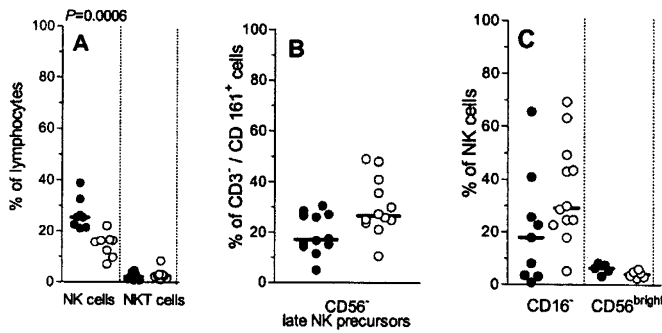 P=0.0006
A
% of lymphocytes
100
80
60
40
20
0
NK cells NKT cells
B
% of CD3⁻ / CD 161⁺ cells
100
80
60
40
20
0
CD56⁻
late NK precursors
C
% of NK cells
100
80
60
40
20
0
CD16⁻ CD56ᵇʳⁱᵍʰᵗ